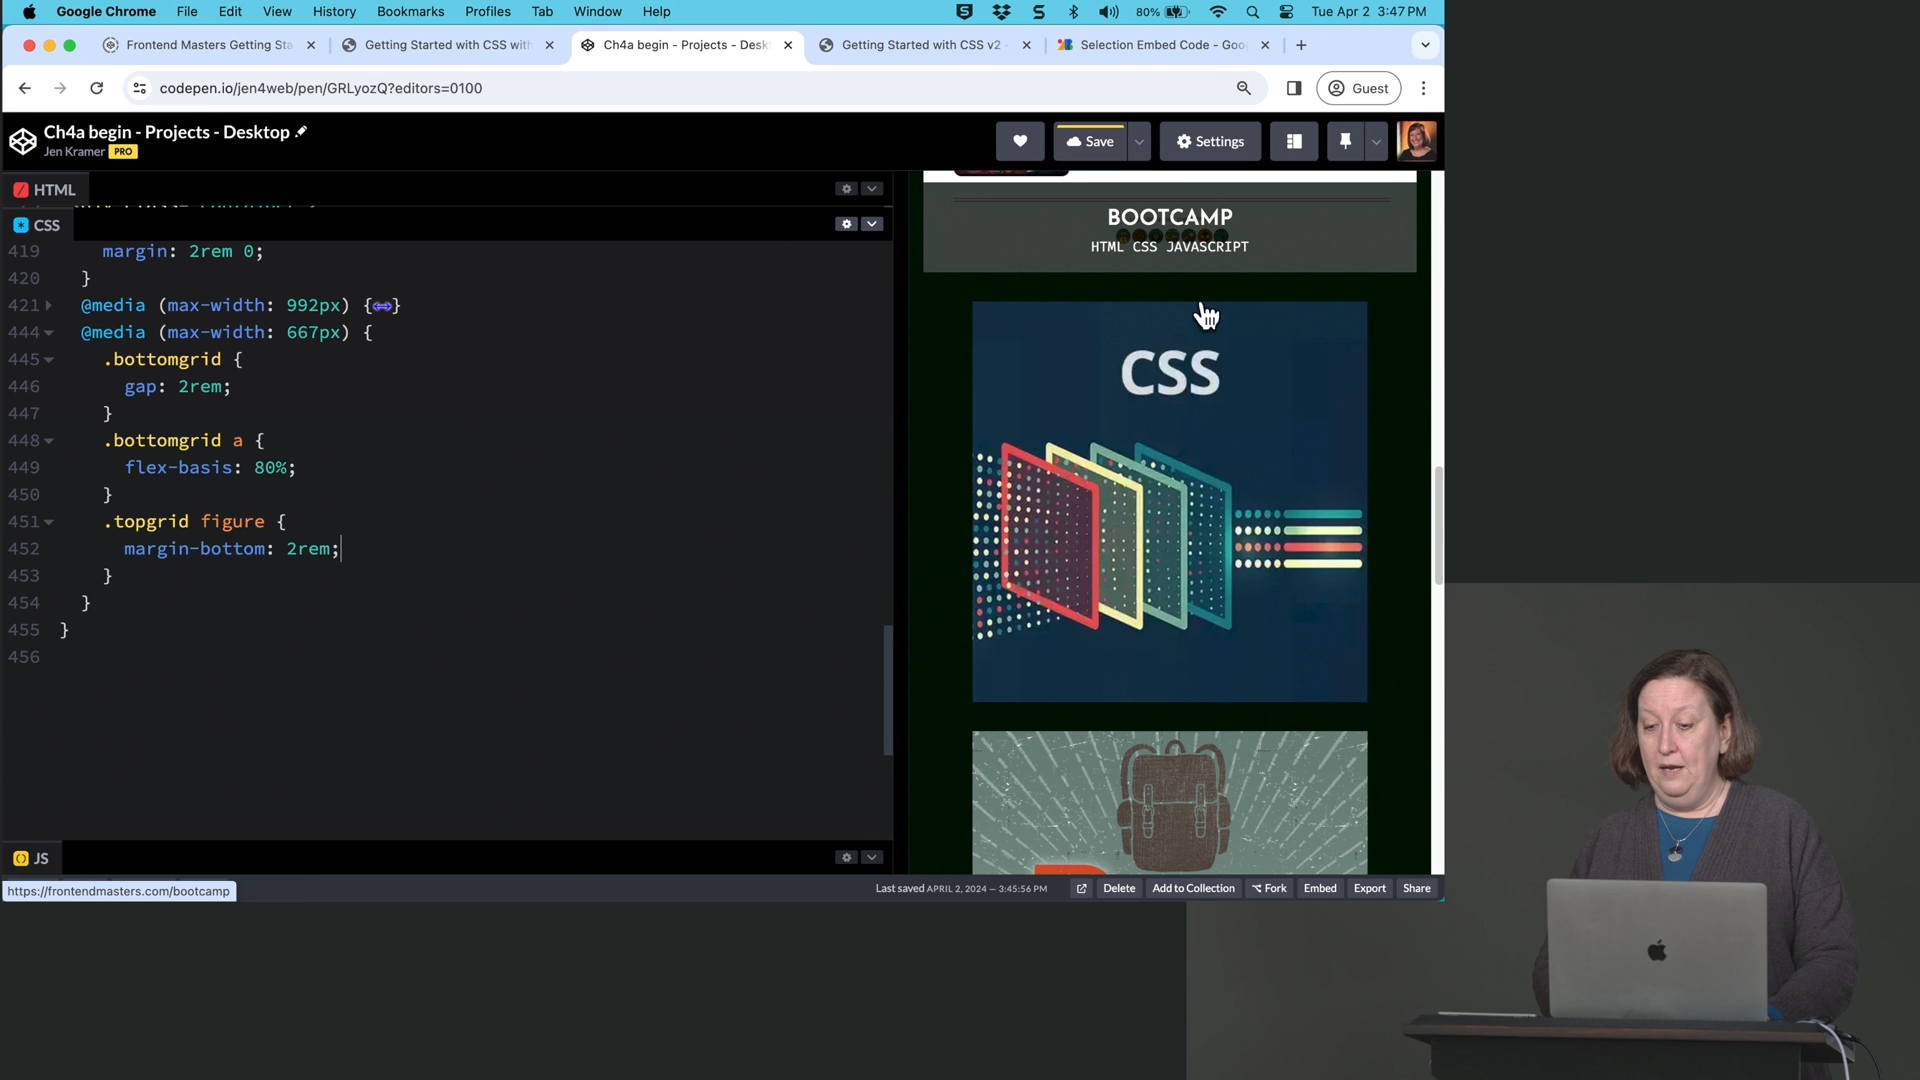 Google Chrome File Edit View History Bookmarks Profiles Tab Window Help 80% Tue Apr 2 3:47 PM
Frontend Masters Getting Sta
Getting Started with CSS with
Ch4a begin - Projects - Deskt
Getting Started with CSS v2 -
Selection Embed Code - Goo
codepen.io/jen4web/pen/GRLyozQ?editors=0100
Guest
Ch4a begin - Projects - Desktop
Jen Kramer PRO
Save
Settings
HTML
CSS
419 margin: 2rem 0;
420 }
421 @media (max-width: 992px) {↔}
444 @media (max-width: 667px) {
445 .bottomgrid {
446 gap: 2rem;
447 }
448 .bottomgrid a {
449 flex-basis: 80%;
450 }
451 .topgrid figure {
452 margin-bottom: 2rem;
453 }
454 }
455 }
456
BOOTCAMP
HTML CSS JAVASCRIPT
CSS
JS
https://frontendmasters.com/bootcamp
Last saved APRIL 2, 2024 — 3:45:56 PM
Delete
Add to Collection
Fork
Embed
Export
Share